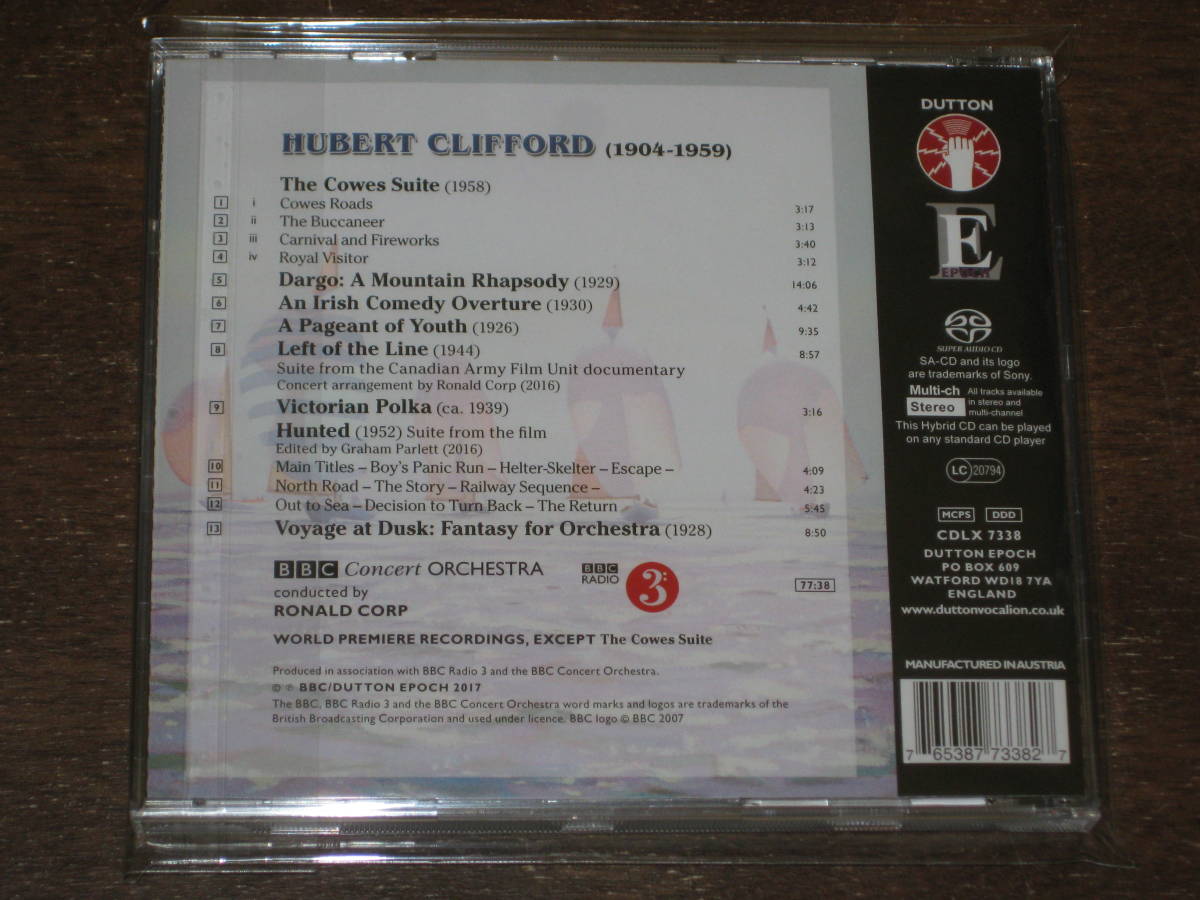 HUBERT CLIFFORD (1904-1959)
The Cowes Suite (1958)
1 i Cowes Roads 3:17
2 ii The Buccaneer 3:13
3 iii Carnival and Fireworks 3:40
4 iv Royal Visitor 3:12
5 Dargo: A Mountain Rhapsody (1929) 14:06
6 An Irish Comedy Overture (1930) 4:42
7 A Pageant of Youth (1926) 9:35
8 Left of the Line (1944) 8:57
Suite from the Canadian Army Film Unit documentary
Concert arrangement by Ronald Corp (2016)
9 Victorian Polka (ca. 1939) 3:16
Hunted (1952) Suite from the film
Edited by Graham Parlett (2016)
10 Main Titles – Boy's Panic Run – Helter-Skelter – Escape – 4:09
11 North Road – The Story – Railway Sequence – 4:23
12 Out to Sea – Decision to Turn Back – The Return 5:45
13 Voyage at Dusk: Fantasy for Orchestra (1928) 8:50
BBC Concert ORCHESTRA
conducted by
RONALD CORP
BBC
RADIO
3
77:38
WORLD PREMIERE RECORDINGS, EXCEPT The Cowes Suite
Produced in association with BBC Radio 3 and the BBC Concert Orchestra.
© ℗ BBC/DUTTON EPOCH 2017
The BBC, BBC Radio 3 and the BBC Concert Orchestra word marks and logos are trademarks of the
British Broadcasting Corporation and used under licence. BBC logo © BBC 2007
DUTTON
E
EPOCH
SUPER AUDIO CD
SA-CD and its logo
are trademarks of Sony.
Multi-ch
Stereo
All tracks available
in stereo and
multi-channel
This Hybrid CD can be played
on any standard CD player
LC 20794
MCPS DDD
CDLX 7338
DUTTON EPOCH
PO BOX 609
WATFORD WD18 7YA
ENGLAND
www.duttonvocalion.co.uk
MANUFACTURED IN AUSTRIA
7 65387 73382 7